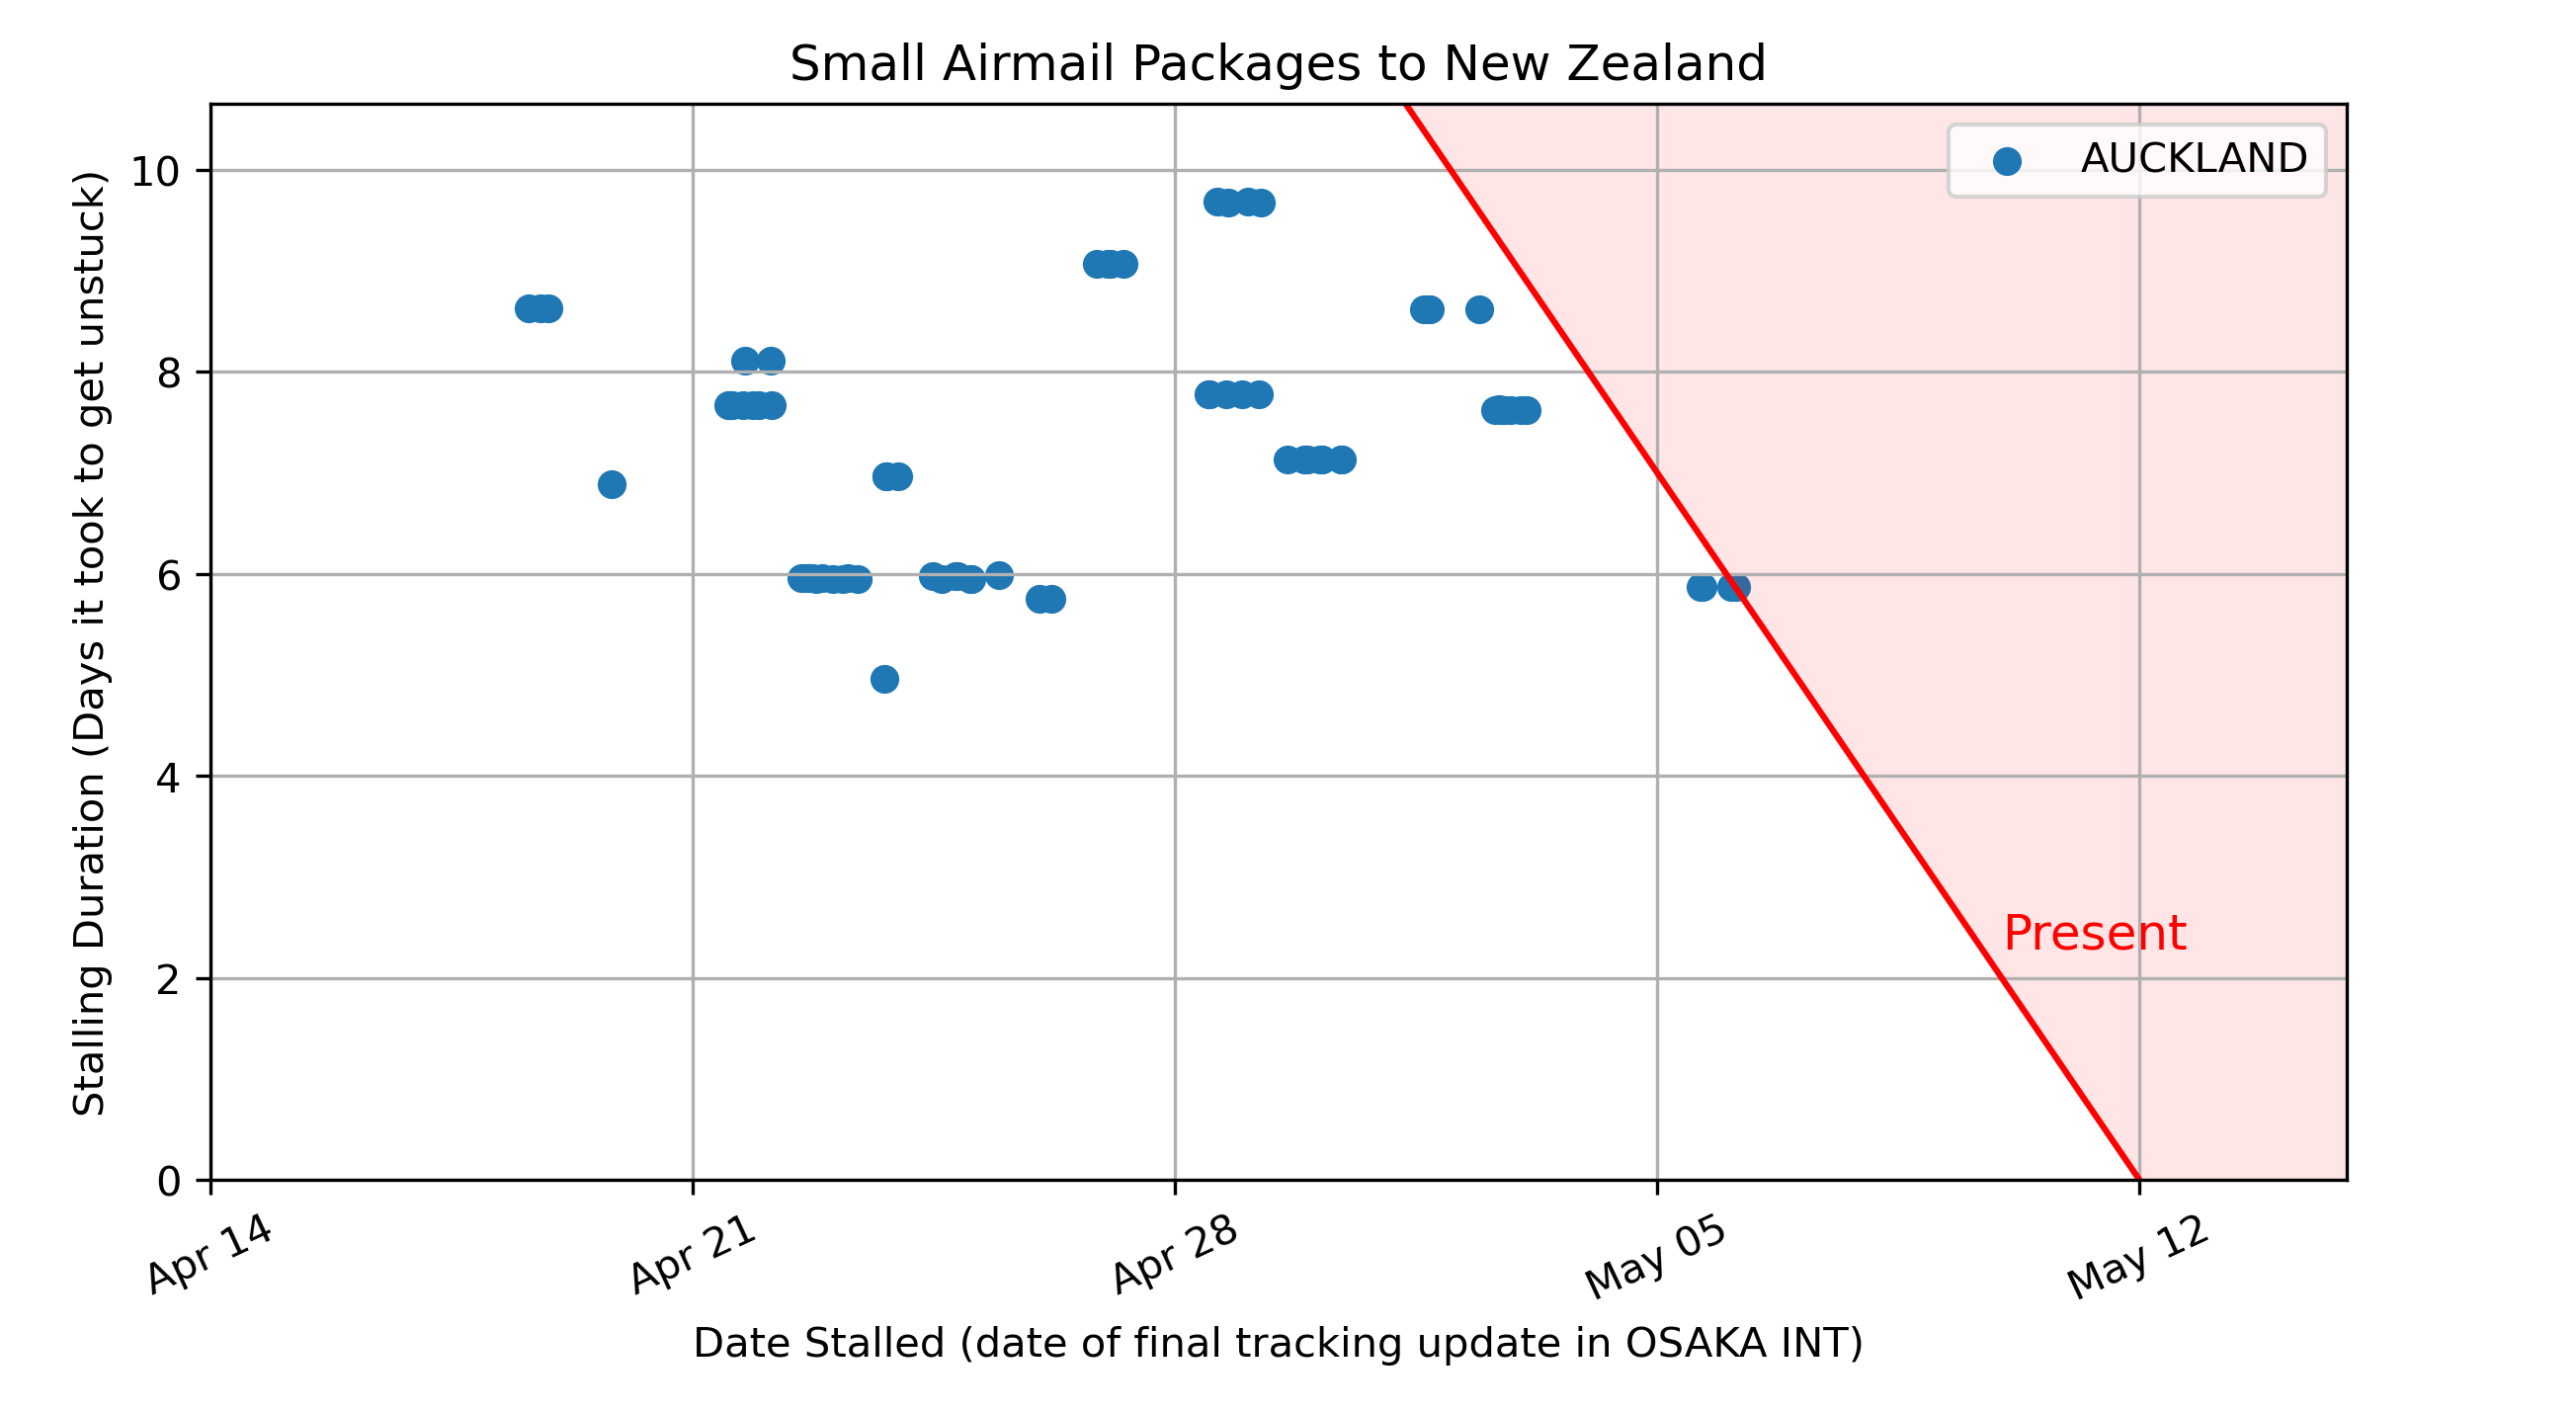 Small Airmail Packages to New Zealand
Stalling Duration (Days it took to get unstuck)
10
8
6
4
2
0
AUCKLAND
Present
Apr 14
Apr 21
Apr 28
May 05
May 12
Date Stalled (date of final tracking update in OSAKA INT)